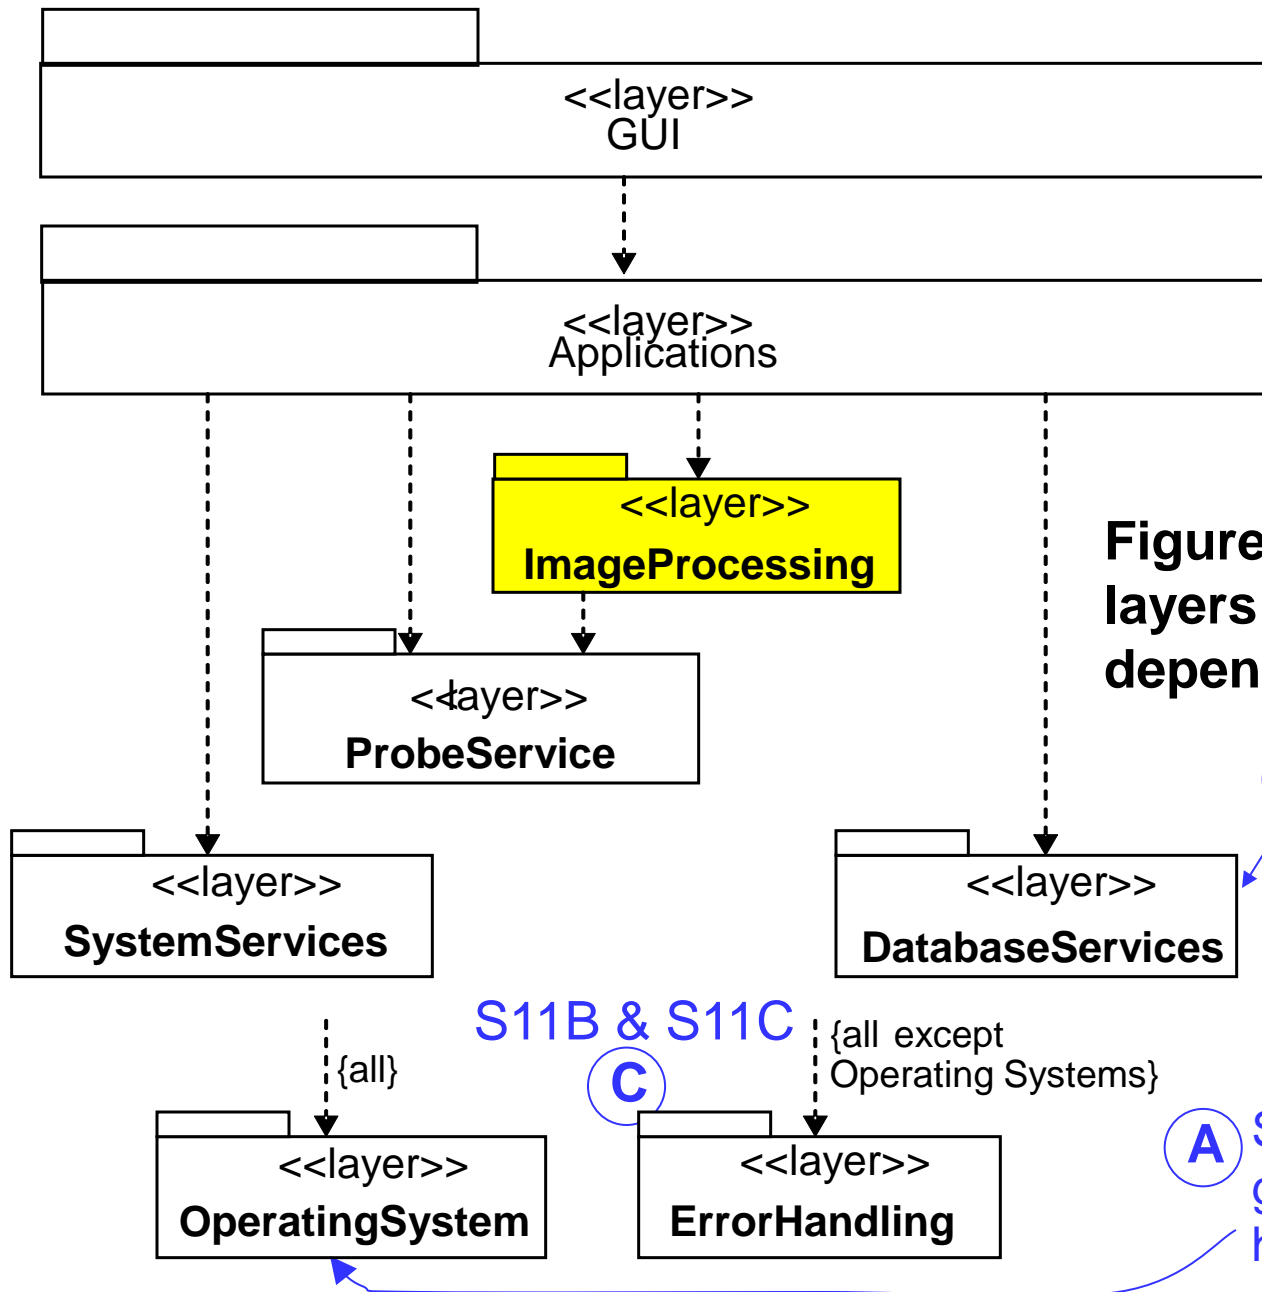 <<layer>>
GUI
<<layer>>
Applications
<<layer>>
ImageProcessing
Figure
layers
<<layer>>
ProbeService
<<layer>>
SystemServices
<<layer>>
DatabaseServices
S11B & S11C
C
{all}
{all except
Operating Systems}
A
<<layer>>
OperatingSystem
<<layer>>
ErrorHandling